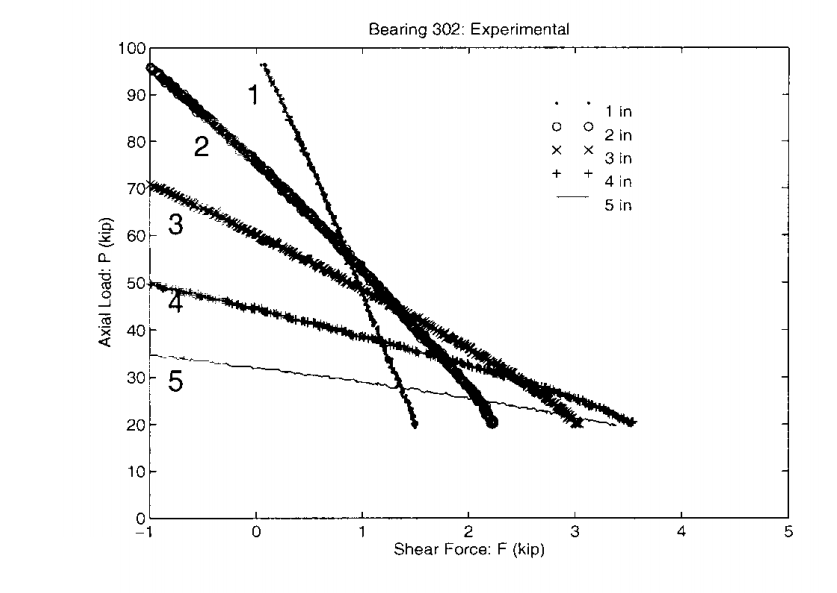 Bearing 302: Experimental
100
90
80
70
60
50
40
30
20
10
0
Axial Load: P (kip)
1
2
3
4
5
1 in
2 in
3 in
4 in
5 in
−1
0
1
2
3
4
5
Shear Force: F (kip)